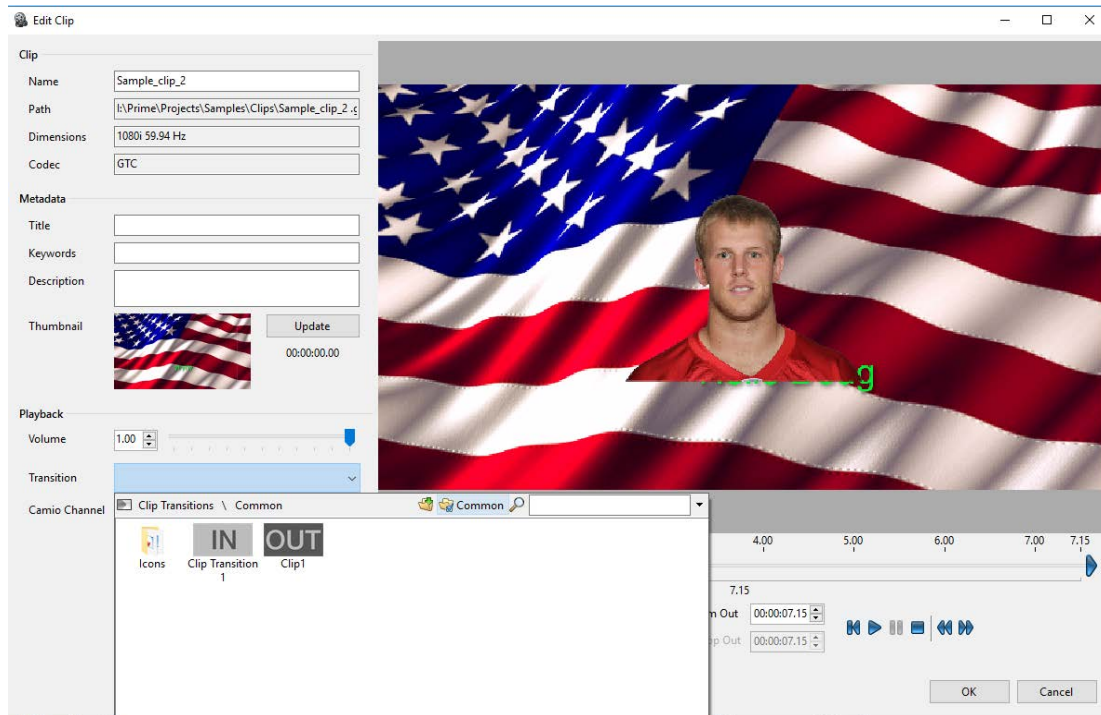 Edit Clip
Clip
Name Sample_clip_2
Path I:\Prime\Projects\Samples\Clips\Sample_clip_2 .g
Dimensions 1080i 59.94 Hz
Codec GTC
Metadata
Title
Keywords
Description
Thumbnail Update
00:00:00.00
Playback
Volume 1.00
Transition
Camio Channel
Clip Transitions \ Common Common
IN OUT
Icons Clip Transition 1 Clip1
4.00 5.00 6.00 7.00 7.15
7.15
Out 00:00:07.15
Out 00:00:07.15
OK Cancel